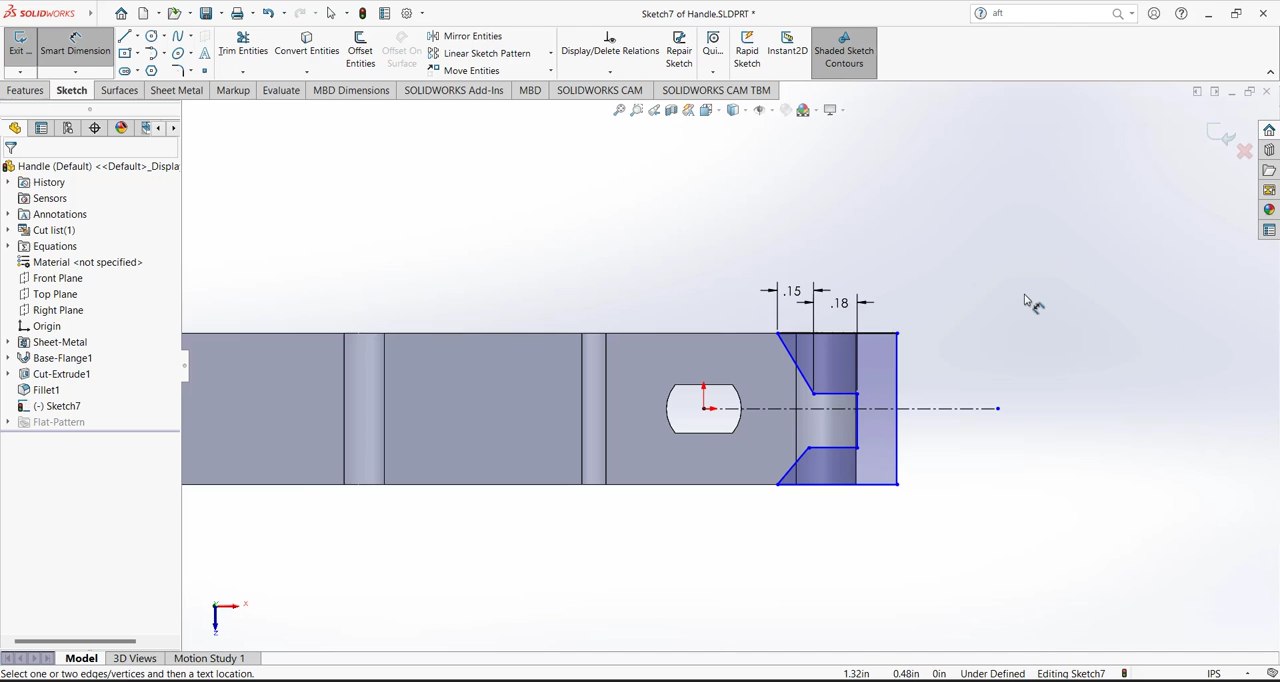 SOLIDWORKS
Sketch7 of Handle.SLDPRT *
aft
Exit ...
Smart Dimension
Trim Entities
Convert Entities
Offset Entities
Offset On Surface
Mirror Entities
Linear Sketch Pattern
Move Entities
Display/Delete Relations
Repair Sketch
Qui...
Rapid Sketch
Instant2D
Shaded Sketch Contours
Features
Sketch
Surfaces
Sheet Metal
Markup
Evaluate
MBD Dimensions
SOLIDWORKS Add-Ins
MBD
SOLIDWORKS CAM
SOLIDWORKS CAM TBM
Handle (Default) <<Default>_Displa
History
Sensors
Annotations
Cut list(1)
Equations
Material <not specified>
Front Plane
Top Plane
Right Plane
Origin
Sheet-Metal
Base-Flange1
Cut-Extrude1
Fillet1
(-) Sketch7
Flat-Pattern
.15
.18
X
Y
Z
Model
3D Views
Motion Study 1
Select one or two edges/vertices and then a text location.
1.32in
0.48in
0in
Under Defined
Editing Sketch7
IPS